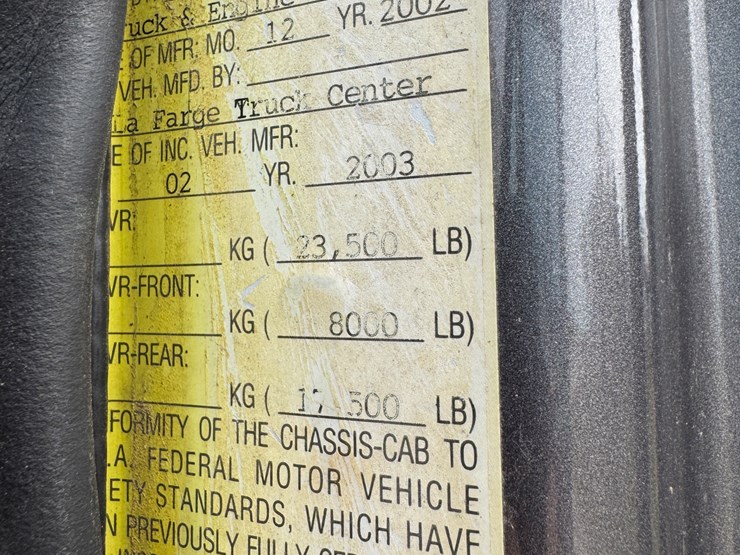 uck & Engine
OF MFR: MO. 12 YR. 2002
VEH. MFD. BY:
La Farge Truck Center
E OF INC. VEH. MFR:
02 YR. 2003
VR:
KG ( 23,500 LB)
VR-FRONT:
KG ( 8000 LB)
VR-REAR:
KG ( 17,500 LB)
FORMITY OF THE CHASSIS-CAB TO
.A. FEDERAL MOTOR VEHICLE
ETY STANDARDS, WHICH HAVE
N PREVIOUSLY FULLY